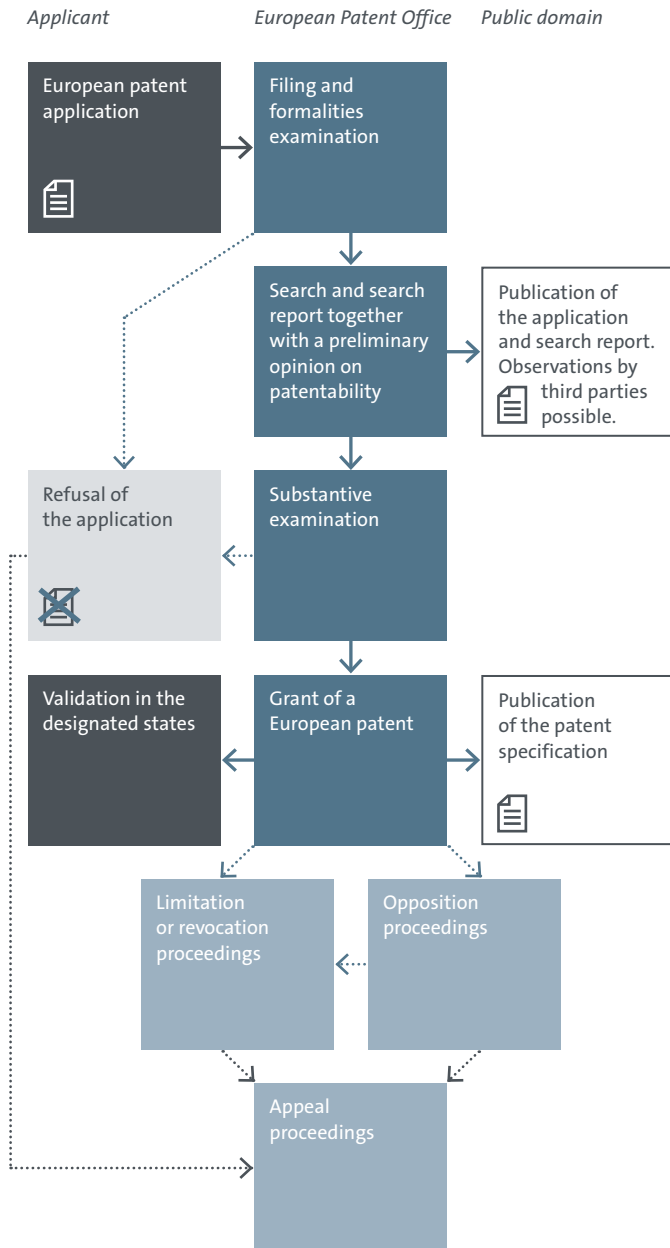 Applicant
European Patent Office
Public domain
European patent
application
Filing and
formalities
examination
Search and search
report together
with a preliminary
opinion on
patentability
Publication of
the application
and search report.
Observations by
third parties
possible.
Refusal of
the application
Substantive
examination
Validation in the
designated states
Grant of a
European patent
Publication
of the patent
specification
Limitation
or revocation
proceedings
Opposition
proceedings
Appeal
proceedings